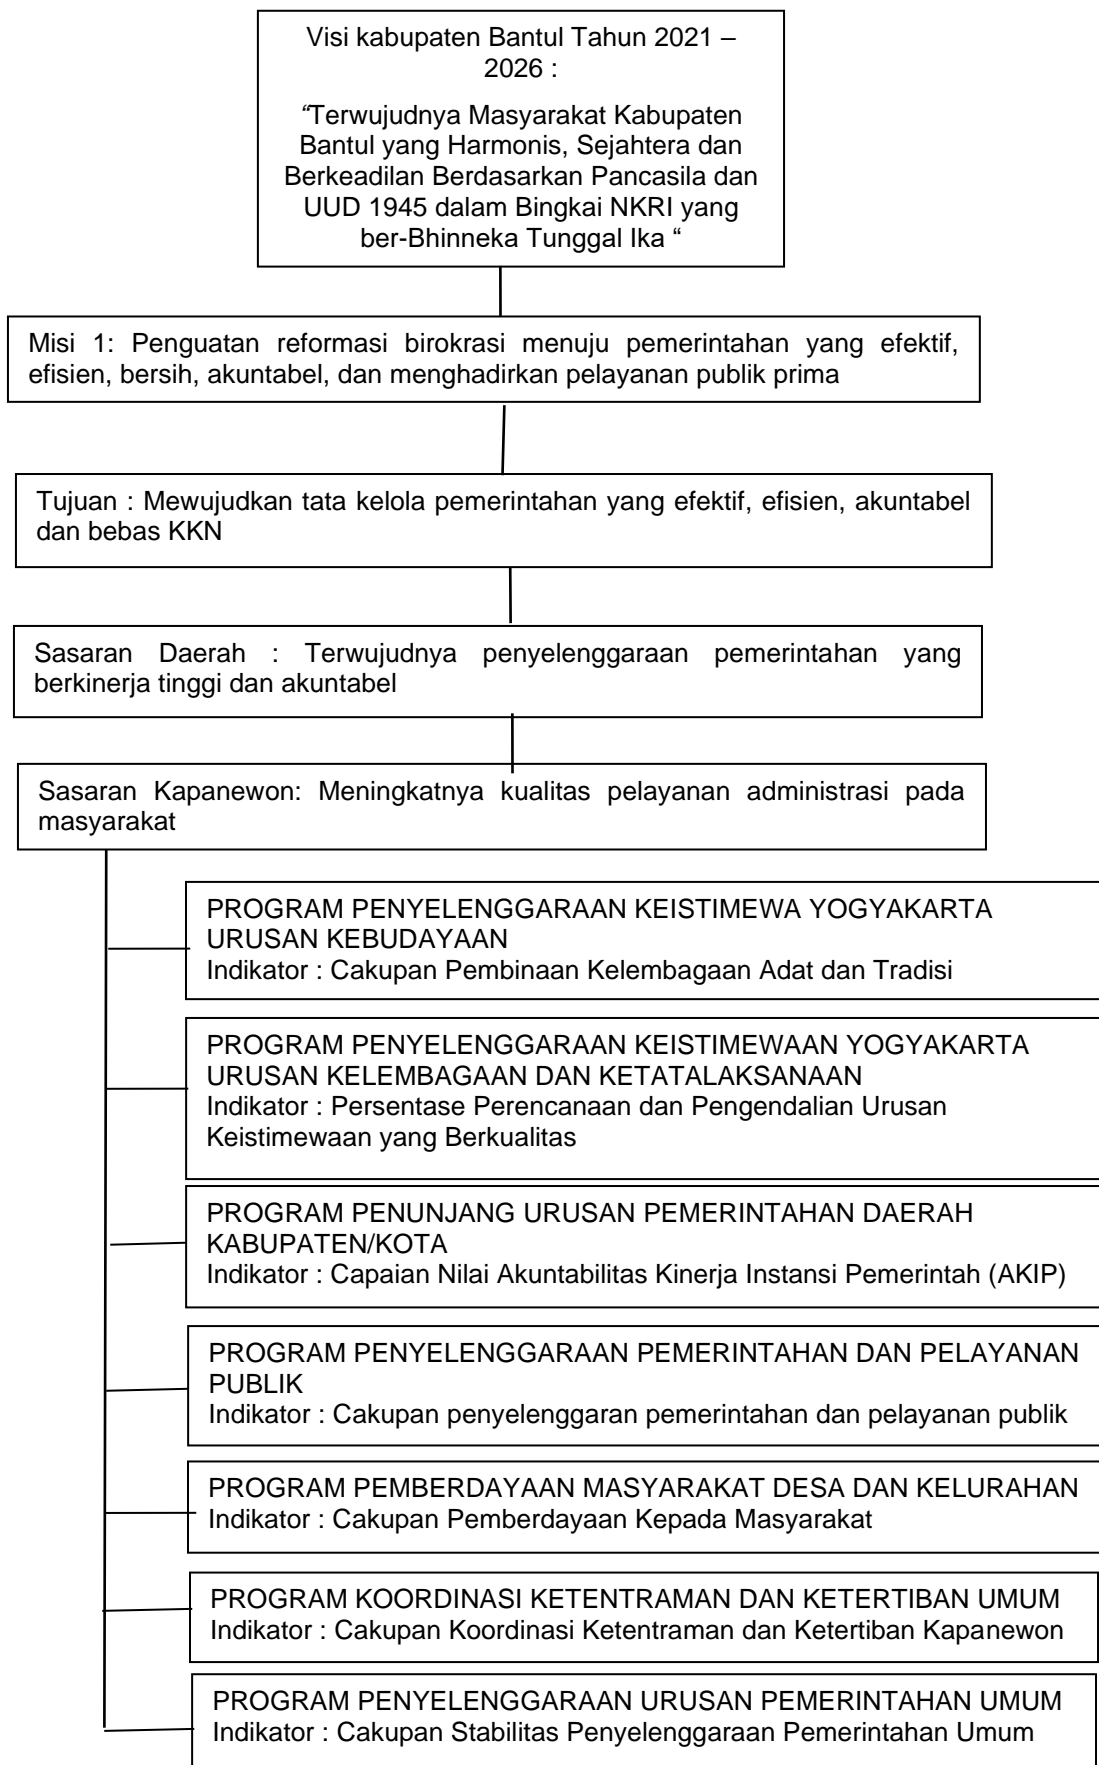 Visi kabupaten Bantul Tahun 2021 –
2026 :
“Terwujudnya Masyarakat Kabupaten
Bantul yang Harmonis, Sejahtera dan
Berkeadilan Berdasarkan Pancasila dan
UUD 1945 dalam Bingkai NKRI yang
ber-Bhinneka Tunggal Ika “
Misi 1: Penguatan reformasi birokrasi menuju pemerintahan yang efektif,
efisien, bersih, akuntabel, dan menghadirkan pelayanan publik prima
Tujuan : Mewujudkan tata kelola pemerintahan yang efektif, efisien, akuntabel
dan bebas KKN
Sasaran Daerah : Terwujudnya penyelenggaraan pemerintahan yang
berkinerja tinggi dan akuntabel
Sasaran Kapanewon: Meningkatnya kualitas pelayanan administrasi pada
masyarakat
PROGRAM PENYELENGGARAAN KEISTIMEWA YOGYAKARTA
URUSAN KEBUDAYAAN
Indikator : Cakupan Pembinaan Kelembagaan Adat dan Tradisi
PROGRAM PENYELENGGARAAN KEISTIMEWAAN YOGYAKARTA
URUSAN KELEMBAGAAN DAN KETATALAKSANAAN
Indikator : Persentase Perencanaan dan Pengendalian Urusan
Keistimewaan yang Berkualitas
PROGRAM PENUNJANG URUSAN PEMERINTAHAN DAERAH
KABUPATEN/KOTA
Indikator : Capaian Nilai Akuntabilitas Kinerja Instansi Pemerintah (AKIP)
PROGRAM PENYELENGGARAAN PEMERINTAHAN DAN PELAYANAN
PUBLIK
Indikator : Cakupan penyelenggaran pemerintahan dan pelayanan publik
PROGRAM PEMBERDAYAAN MASYARAKAT DESA DAN KELURAHAN
Indikator : Cakupan Pemberdayaan Kepada Masyarakat
PROGRAM KOORDINASI KETENTRAMAN DAN KETERTIBAN UMUM
Indikator : Cakupan Koordinasi Ketentraman dan Ketertiban Kapanewon
PROGRAM PENYELENGGARAAN URUSAN PEMERINTAHAN UMUM
Indikator : Cakupan Stabilitas Penyelenggaraan Pemerintahan Umum